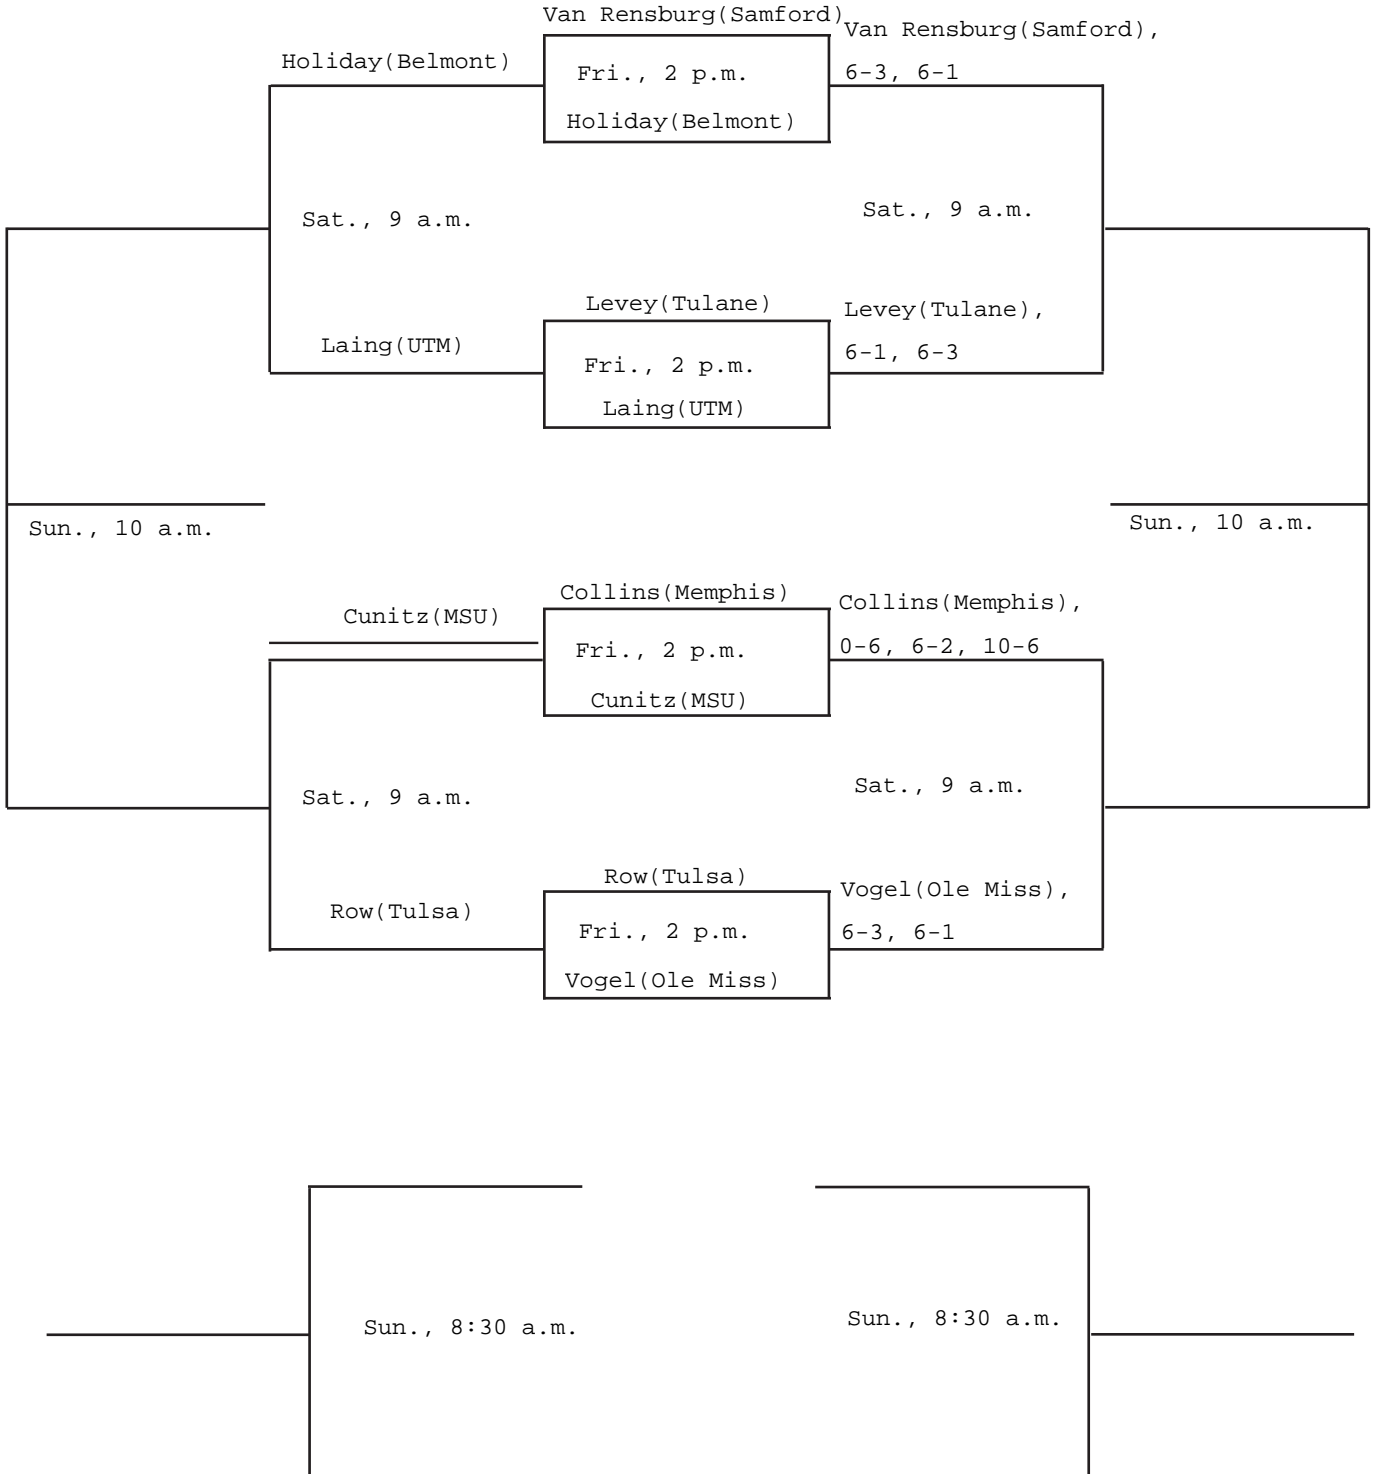 Van Rensburg(Samford)
Van Rensburg(Samford),
Holiday(Belmont)
Fri., 2 p.m.
6-3, 6-1
Holiday(Belmont)
Sat., 9 a.m.
Sat., 9 a.m.
Levey(Tulane)
Levey(Tulane),
Laing(UTM)
6-1, 6-3
Fri., 2 p.m.
Laing(UTM)
Sun., 10 a.m.
Sun., 10 a.m.
Collins(Memphis)
Collins(Memphis),
Cunitz(MSU)
Fri., 2 p.m.
0-6, 6-2, 10-6
Cunitz(MSU)
Sat., 9 a.m.
Sat., 9 a.m.
Row(Tulsa)
Vogel(Ole Miss),
Row(Tulsa)
Fri., 2 p.m.
6-3, 6-1
Vogel(Ole Miss)
Sun., 8:30 a.m.
Sun., 8:30 a.m.